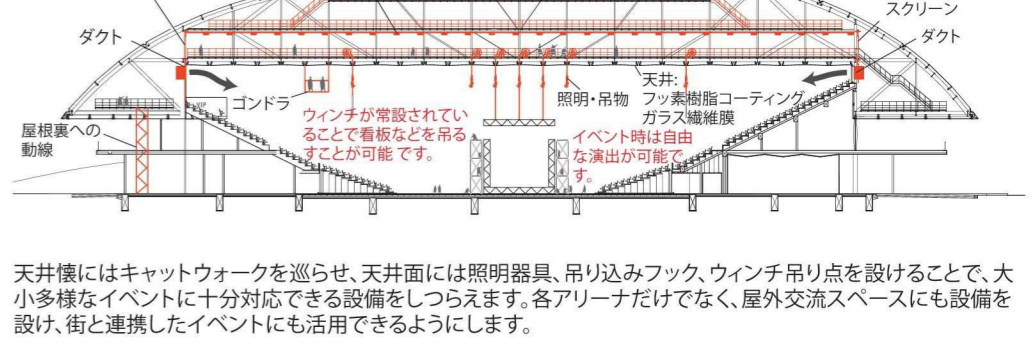 スクリーン
ダクト
ダクト
VIP
ゴンドラ
照明・吊物
天井:
フッ素樹脂コーティング
ガラス繊維膜
屋根裏への
動線
ウィンチが常設されてい
ることで看板などを吊る
すことが可能です。
イベント時は自由
な演出が可能で
す。
天井懐にはキャットウォークを巡らせ、天井面には照明器具、吊り込みフック、ウィンチ吊り点を設けることで、大
小多様なイベントに十分対応できる設備をしつらえます。各アリーナだけでなく、屋外交流スペースにも設備を
設け、街と連携したイベントにも活用できるようにします。